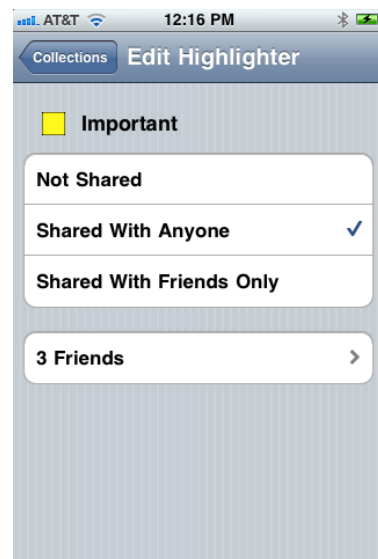 AT&T 12:16 PM
Collections Edit Highlighter
Important
Not Shared
Shared With Anyone
Shared With Friends Only
3 Friends